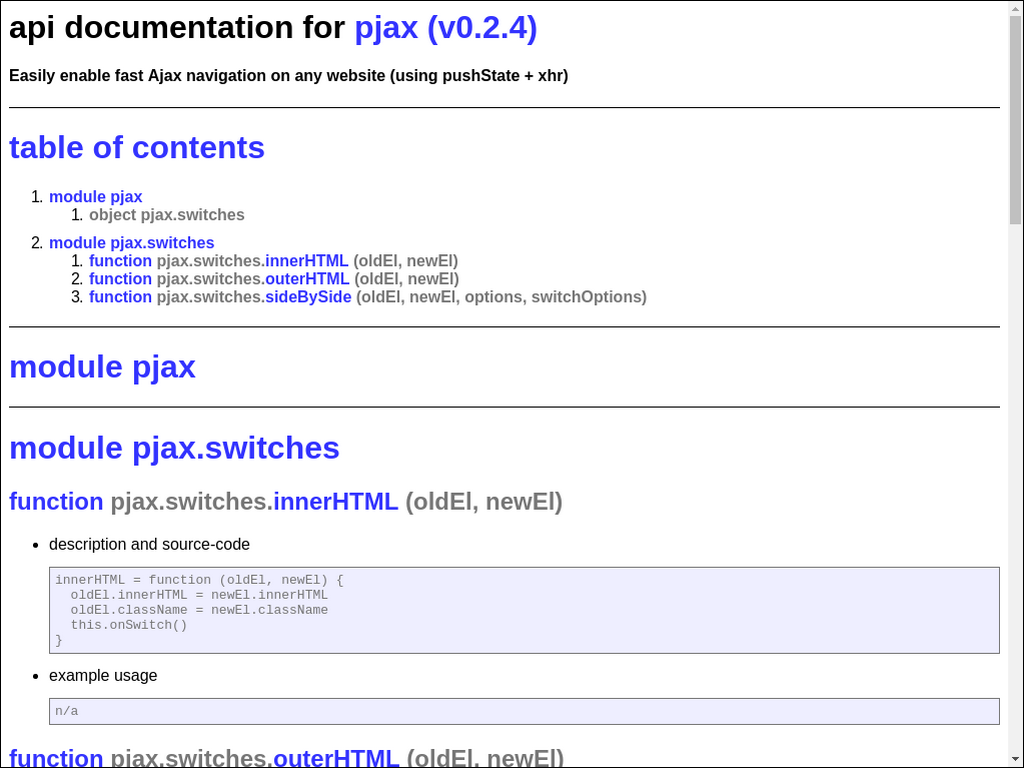 api documentation for pjax (v0.2.4)
Easily enable fast Ajax navigation on any website (using pushState + xhr)
table of contents
1. module pjax
1. object pjax.switches
2. module pjax.switches
1. function pjax.switches.innerHTML (oldEl, newEl)
2. function pjax.switches.outerHTML (oldEl, newEl)
3. function pjax.switches.sideBySide (oldEl, newEl, options, switchOptions)
module pjax
module pjax.switches
function pjax.switches.innerHTML (oldEl, newEl)
• description and source-code
innerHTML = function (oldEl, newEl) {
  oldEl.innerHTML = newEl.innerHTML
  oldEl.className = newEl.className
  this.onSwitch()
}
• example usage
n/a
function pjax.switches.outerHTML (oldEl, newEl)